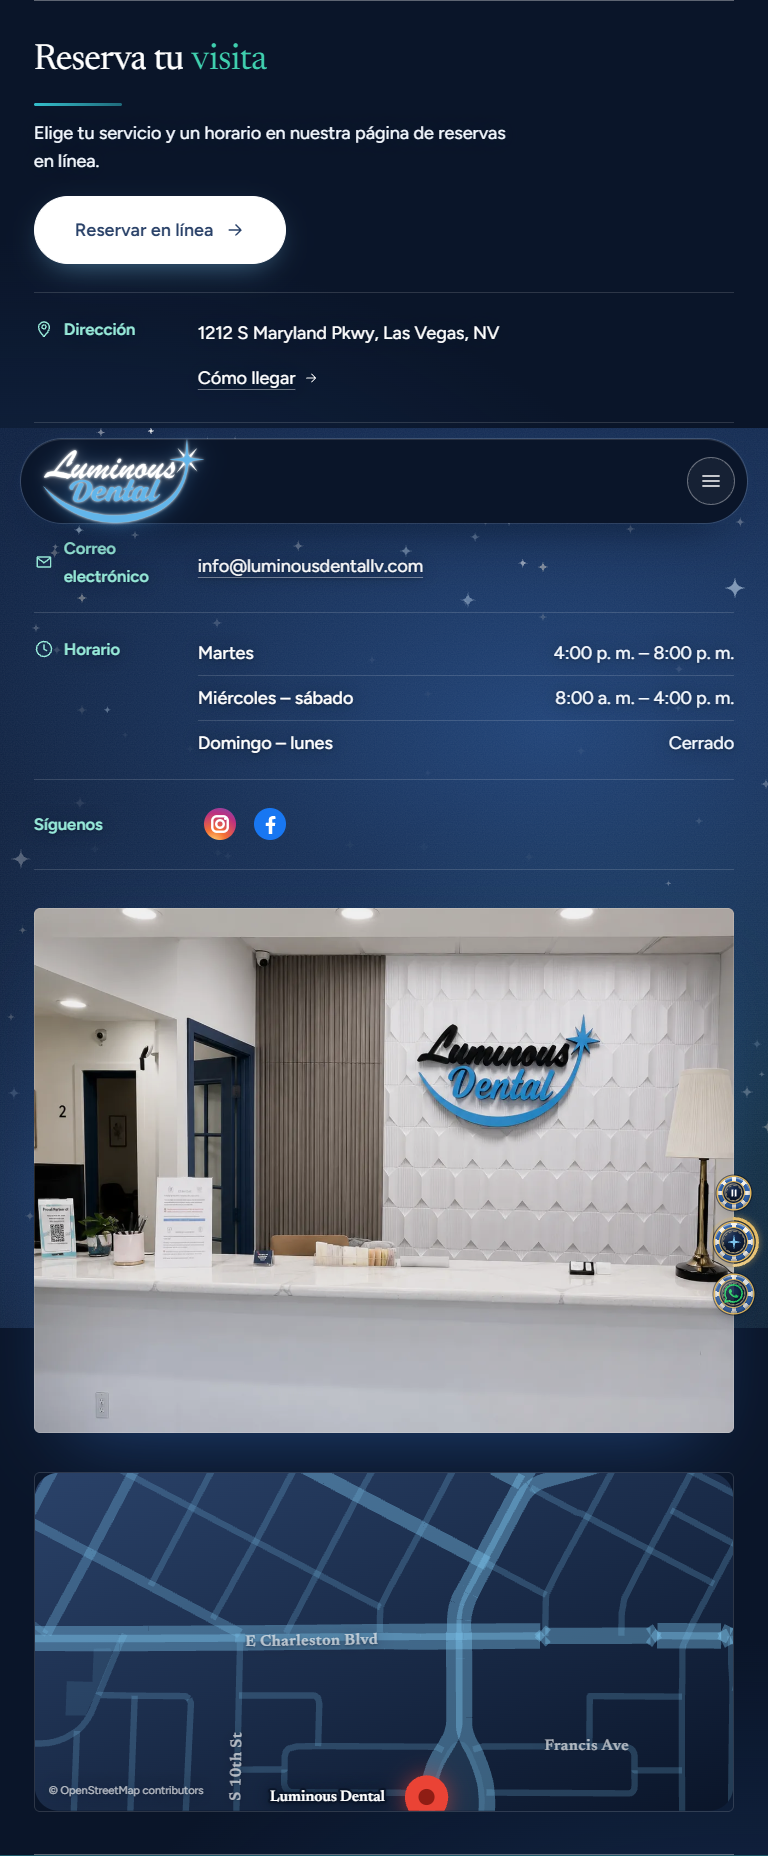 Reserva tu visita
Elige tu servicio y un horario en nuestra página de reservas
en línea.
Reservar en línea
Dirección
1212 S Maryland Pkwy, Las Vegas, NV
Cómo llegar
Luminous
Dental
Correo
electrónico
info@luminousdentallv.com
Horario
Martes
4:00 p. m. – 8:00 p. m.
Miércoles – sábado
8:00 a. m. – 4:00 p. m.
Domingo – lunes
Cerrado
Síguenos
Luminous
Dental
2
E Charleston Blvd
S 10th St
Francis Ave
Luminous Dental
© OpenStreetMap contributors